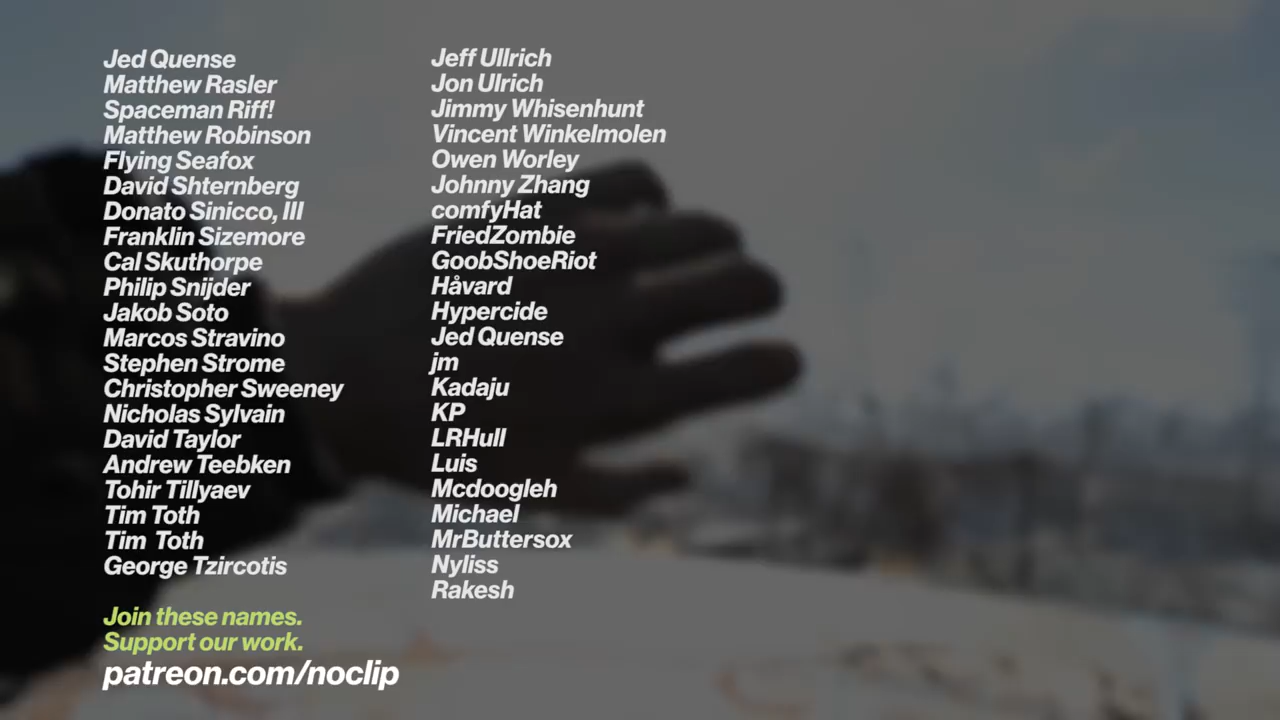 Jed Quense
Matthew Rasler
Spaceman Riff!
Matthew Robinson
Flying Seafox
David Shternberg
Donato Sinicco, III
Franklin Sizemore
Cal Skuthorpe
Philip Snijder
Jakob Soto
Marcos Stravino
Stephen Strome
Christopher Sweeney
Nicholas Sylvain
David Taylor
Andrew Teebken
Tohir Tillyaev
Tim Toth
Tim  Toth
George Tzircotis
Jeff Ullrich
Jon Ulrich
Jimmy Whisenhunt
Vincent Winkelmolen
Owen Worley
Johnny Zhang
comfyHat
FriedZombie
GoobShoeRiot
Håvard
Hypercide
Jed Quense
jm
Kadaju
KP
LRHull
Luis
Mcdoogleh
Michael
MrButtersox
Nyliss
Rakesh
Join these names.
Support our work.
patreon.com/noclip